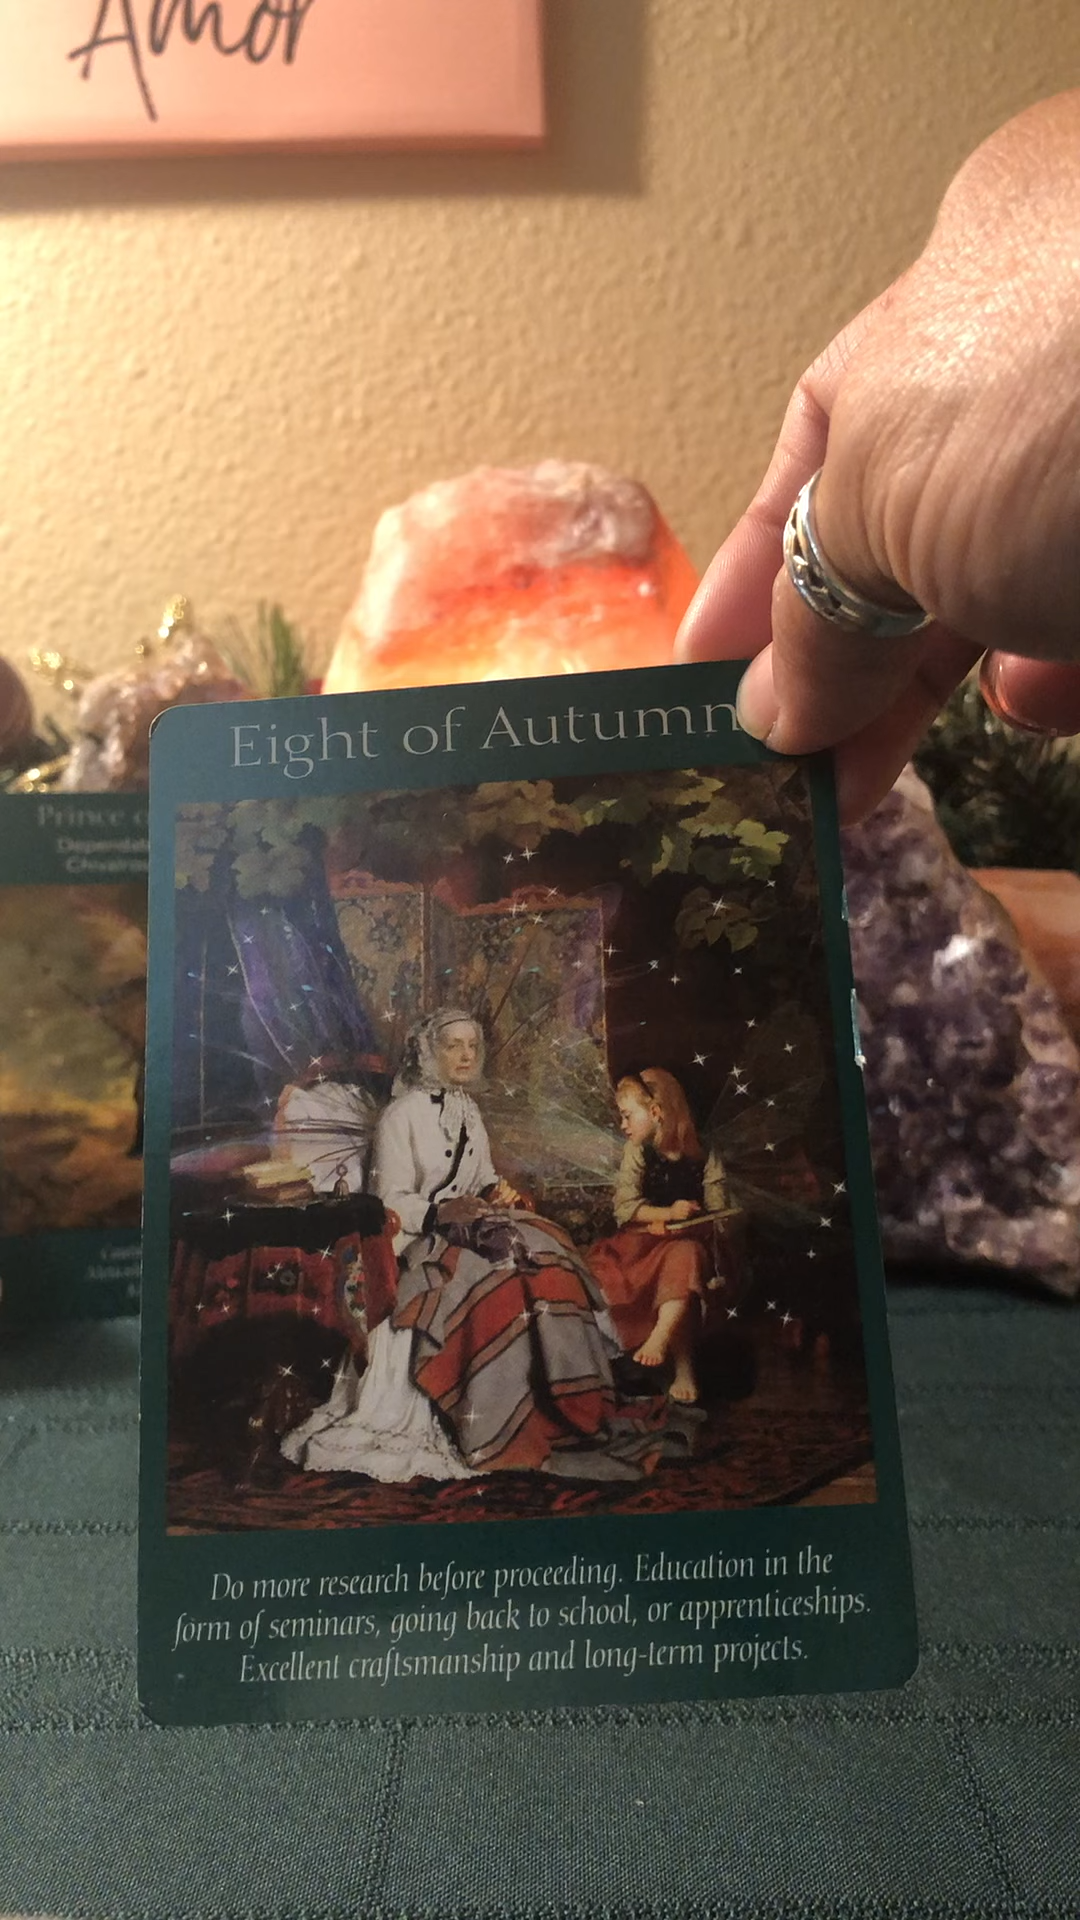 Amor
Eight of Autumn
Prince
Do more research before proceeding. Education in the
form of seminars, going back to school, or apprenticeships.
Excellent craftsmanship and long-term projects.